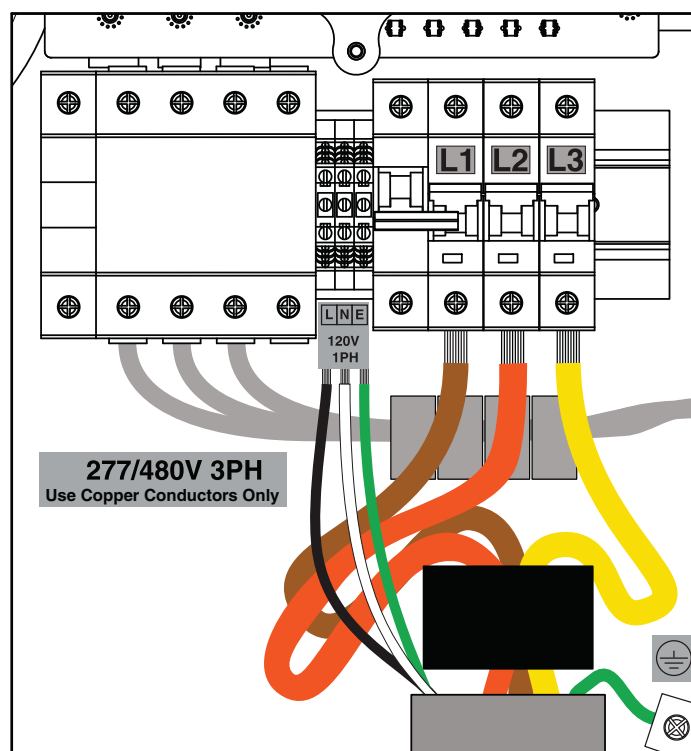 L1 L2 L3
L N E
120V
1PH
277/480V 3PH
Use Copper Conductors Only